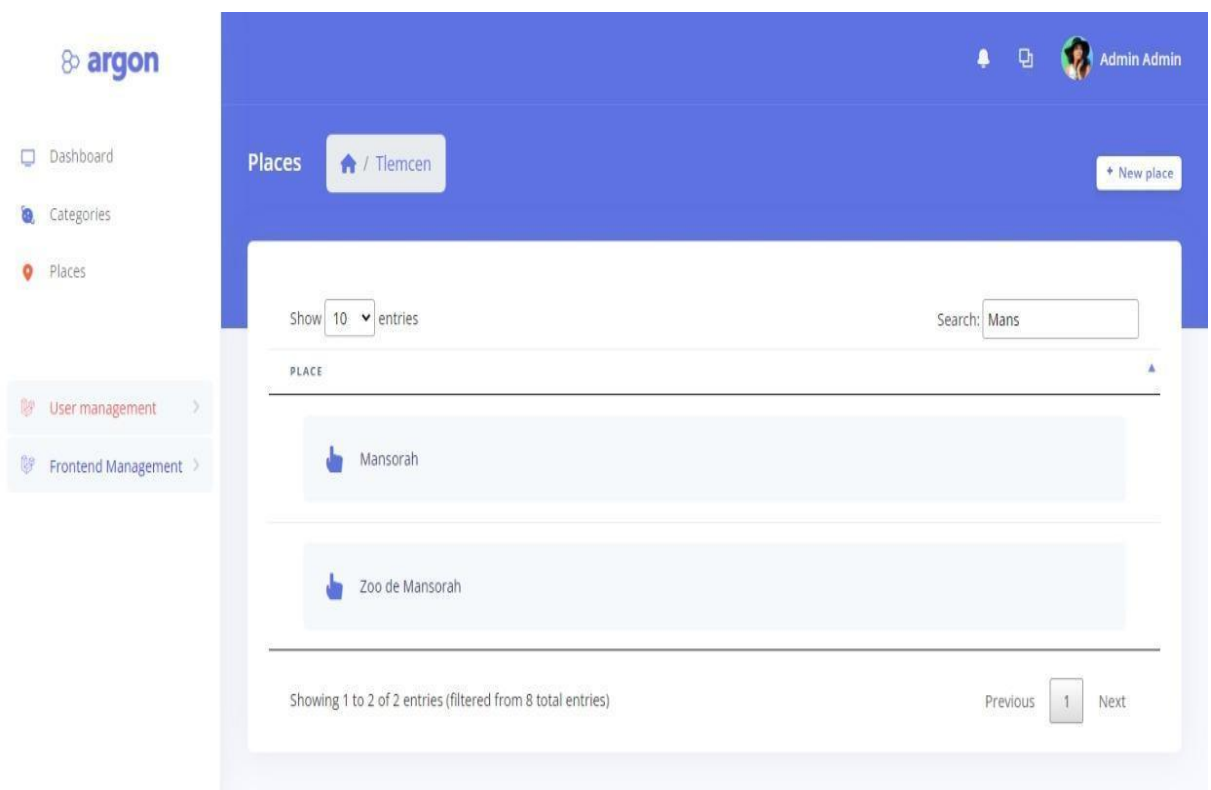 argon
Admin Admin
Dashboard
Categories
Places
User management
Frontend Management
Places
/ Tlemcen
+ New place
Show 10 entries
Search: Mans
PLACE
Mansorah
Zoo de Mansorah
Showing 1 to 2 of 2 entries (filtered from 8 total entries)
Previous 1 Next